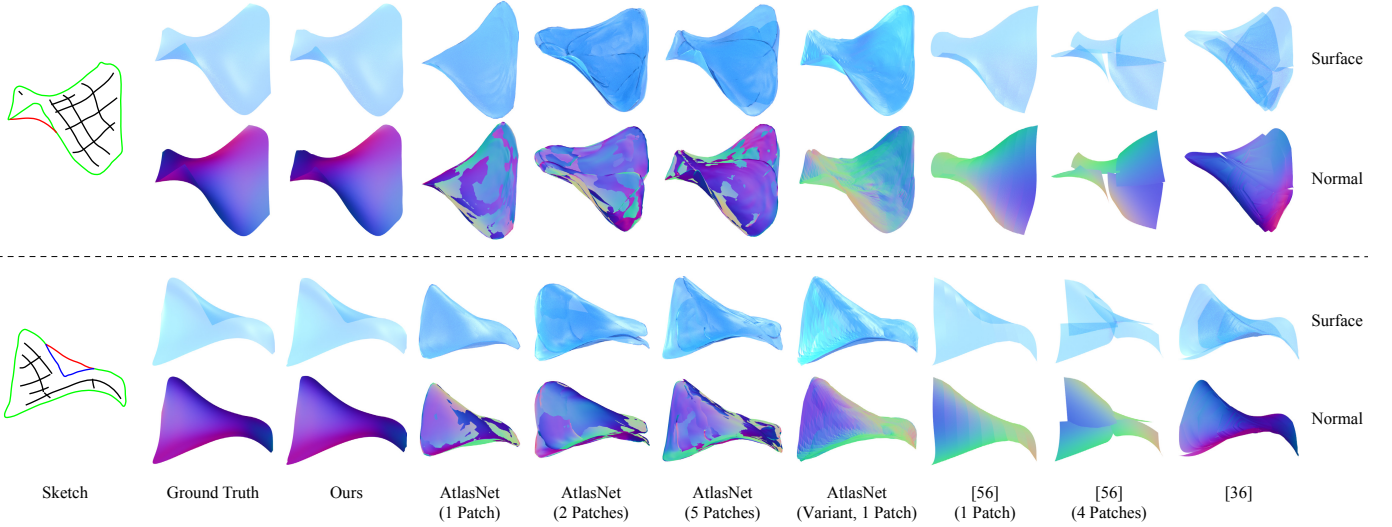 Surface
Normal
Surface
Normal
Sketch
Ground Truth
Ours
AtlasNet
(1 Patch)
AtlasNet
(2 Patches)
AtlasNet
(5 Patches)
AtlasNet
(Variant, 1 Patch)
[56]
(1 Patch)
[56]
(4 Patches)
[36]